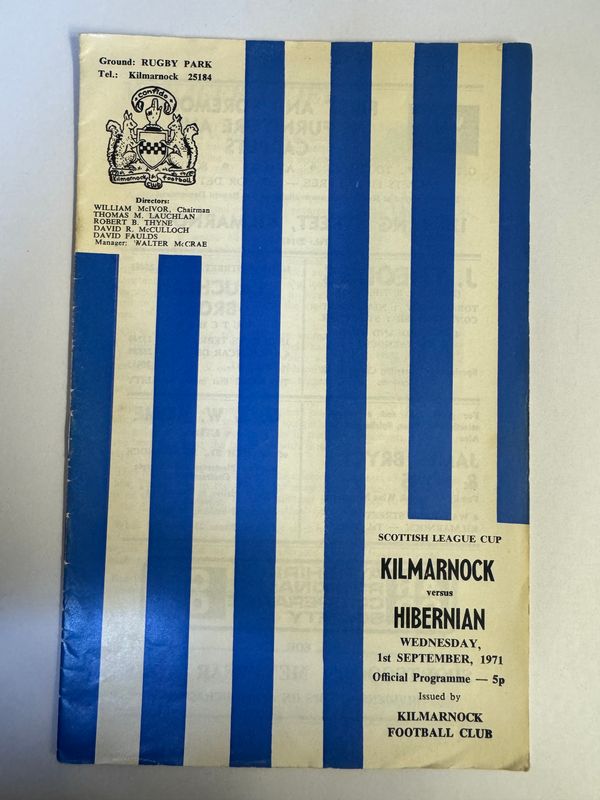 Ground: RUGBY PARK
Tel.: Kilmarnock 25184
Confidemus
Kilmarnock Football
Club
Directors:
WILLIAM McIVOR, Chairman
THOMAS M. LAUCHLAN
ROBERT B. THYNE
DAVID R. McCULLOCH
DAVID FAULDS
Manager: WALTER McCRAE
SCOTTISH LEAGUE CUP
KILMARNOCK
versus
HIBERNIAN
WEDNESDAY,
1st SEPTEMBER, 1971
Official Programme — 5p
Issued by
KILMARNOCK
FOOTBALL CLUB